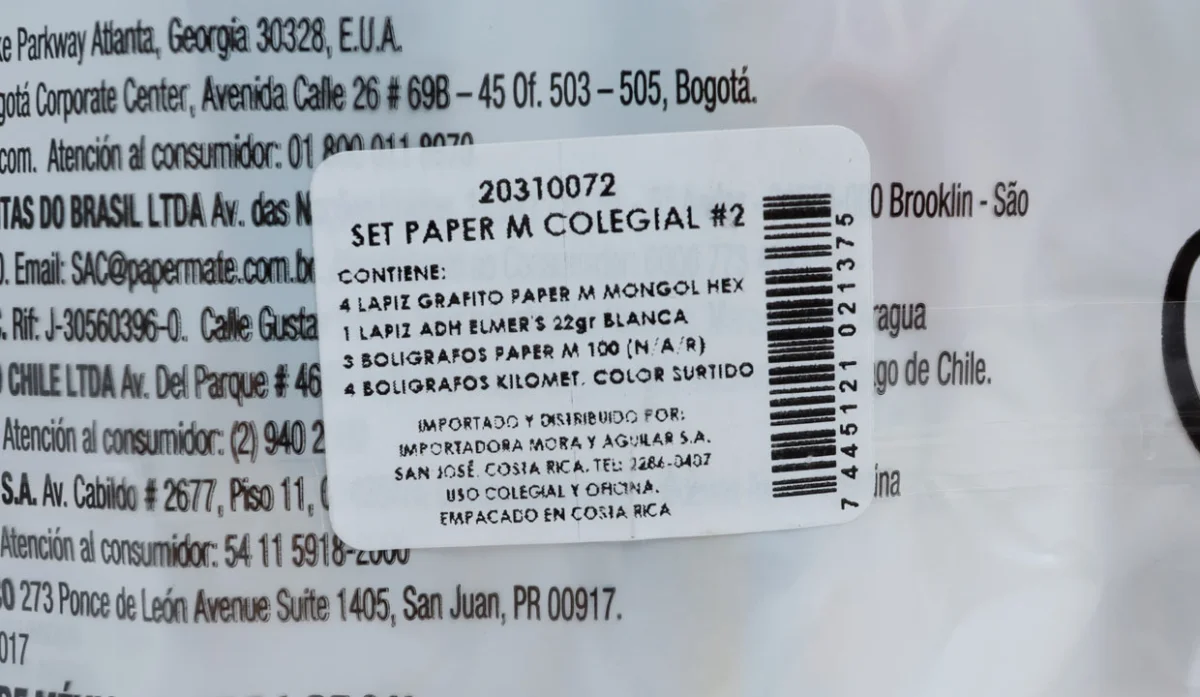 Parkway Atlanta, Georgia 30328, E.U.A.
Corporate Center, Avenida Calle 26 # 69B – 45 Of. 503 – 505, Bogotá.
com. Atención al consumidor: 01 800 011 8070
DO BRASIL LTDA Av. das
0 Brooklin - São
Email: SAC@papermate.com.br
Rif: J-30560396-0. Calle
CHILE LTDA Av. Del Parque # 46
go de Chile.
Atención al consumidor: (2) 940 2
S.A. Av. Cabildo # 2677, Piso 11,
Atención al consumidor: 54 11 5918-2000
273 Ponce de León Avenue Suite 1405, San Juan, PR 00917.
017
20310072
SET PAPER M COLEGIAL #2
CONTIENE:
4 LAPIZ GRAFITO PAPER M MONGOL HEX
1 LAPIZ ADH ELMER'S 22gr BLANCA
3 BOLIGRAFOS PAPER M 100 (N/A/R)
4 BOLIGRAFOS KILOMET. COLOR SURTIDO
IMPORTADO Y DISTRIBUIDO POR:
IMPORTADORA MORA Y AGUILAR S.A.
SAN JOSÉ. COSTA RICA. TEL: 2286-0407
USO COLEGIAL Y OFICINA.
EMPACADO EN COSTA RICA
7 445121 021375